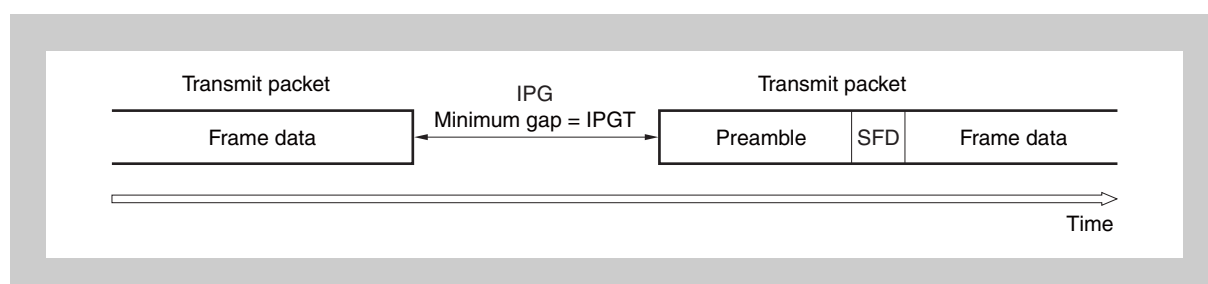 Transmit packet
IPG
Transmit packet
Minimum gap = IPGT
Frame data
Preamble
SFD
Frame data
Time